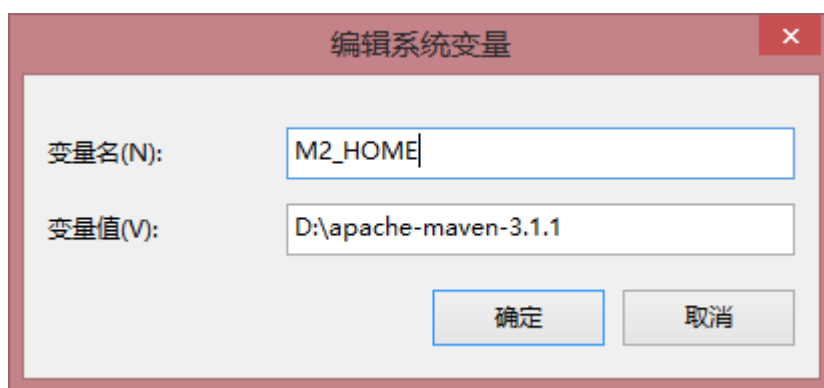 编辑系统变量
变量名(N): M2_HOME
变量值(V): D:\apache-maven-3.1.1
确定 取消